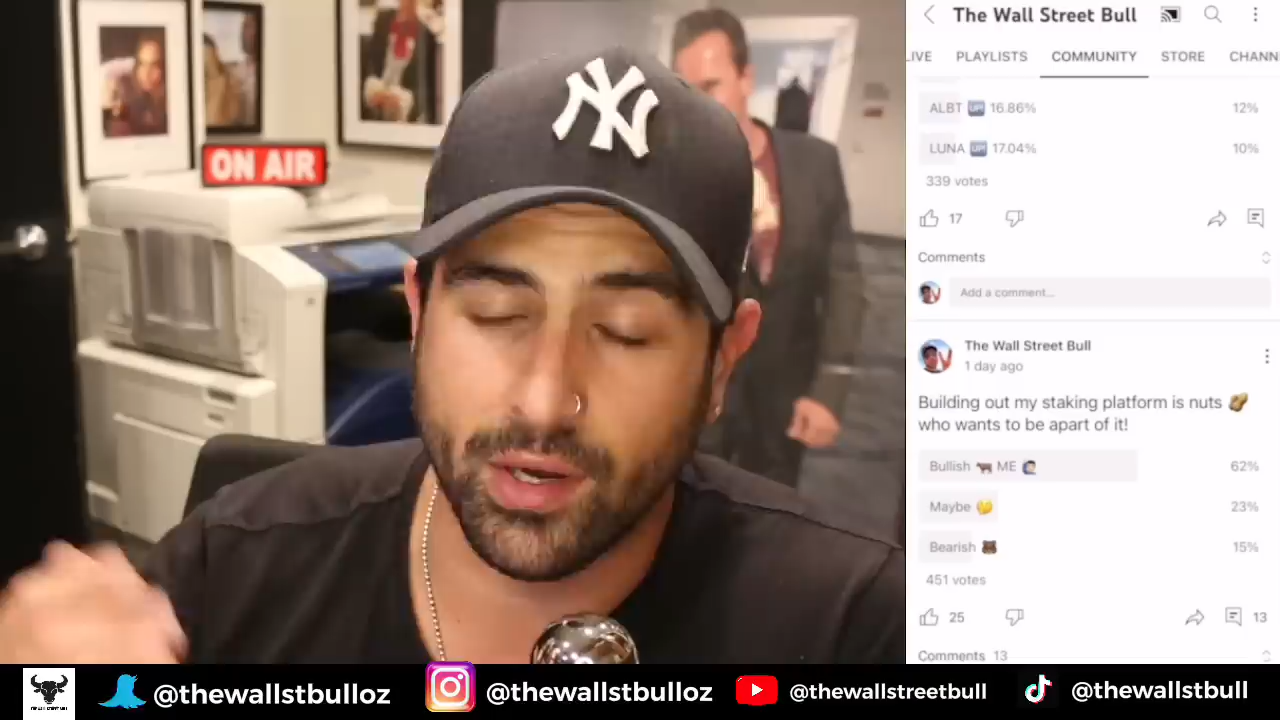 ON AIR
The Wall Street Bull
LIVE PLAYLISTS COMMUNITY STORE CHANN
ALBT 🆙 16.86% 12%
LUNA 🆙 17.04% 10%
339 votes
17
Comments
Add a comment...
The Wall Street Bull
1 day ago
Building out my staking platform is nuts 🥜
who wants to be apart of it!
Bullish 🐂 ME 🙋 62%
Maybe 🤔 23%
Bearish 🐻 15%
451 votes
25 13
Comments 13
@thewallstbulloz @thewallstbulloz @thewallstreetbull @thewallstbull